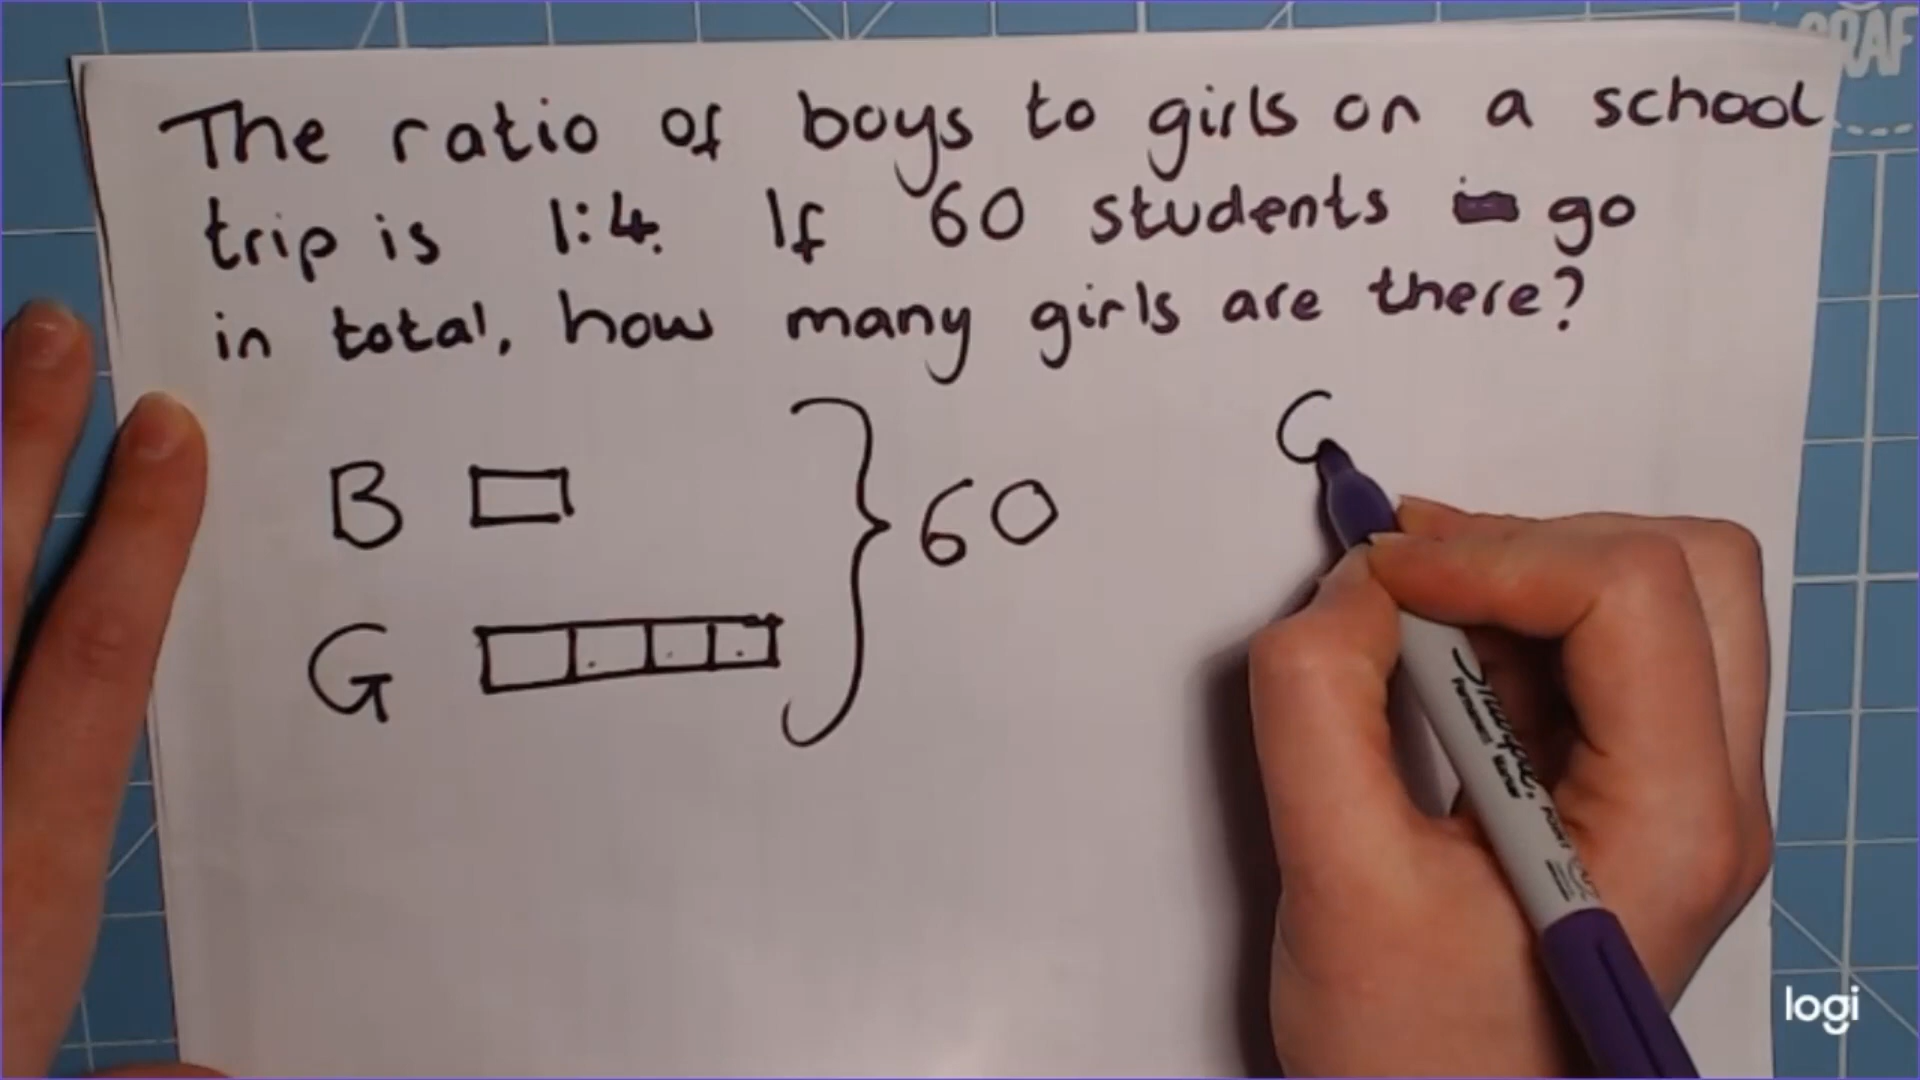 The ratio of boys to girls on a school
trip is 1:4. If 60 students go
in total, how many girls are there?
B
60
G
G
Sharpie.
logi